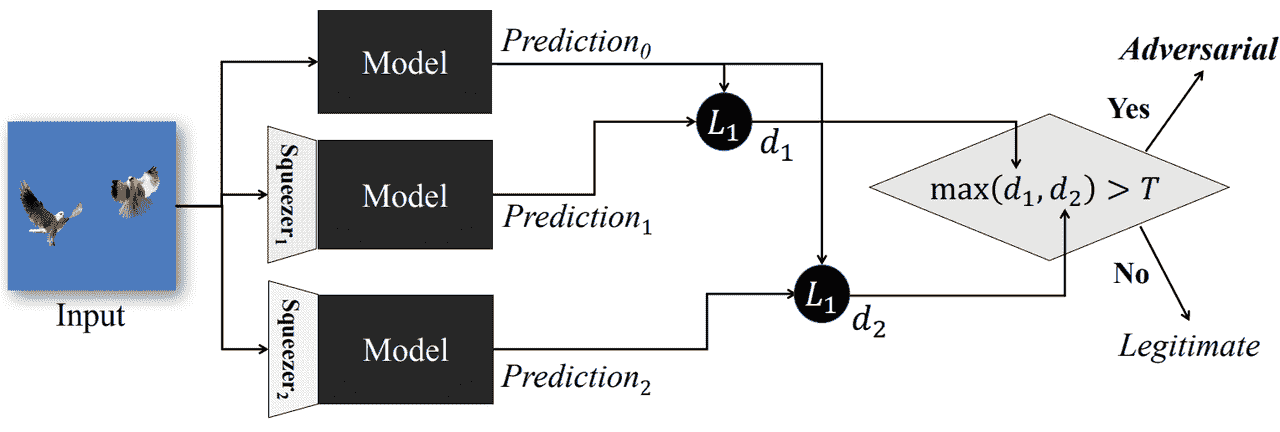 Input
Model
Prediction₀
Squeezer₁
Model
Prediction₁
Squeezer₂
Model
Prediction₂
L₁
d₁
L₁
d₂
max(d₁, d₂) > T
Yes
Adversarial
No
Legitimate